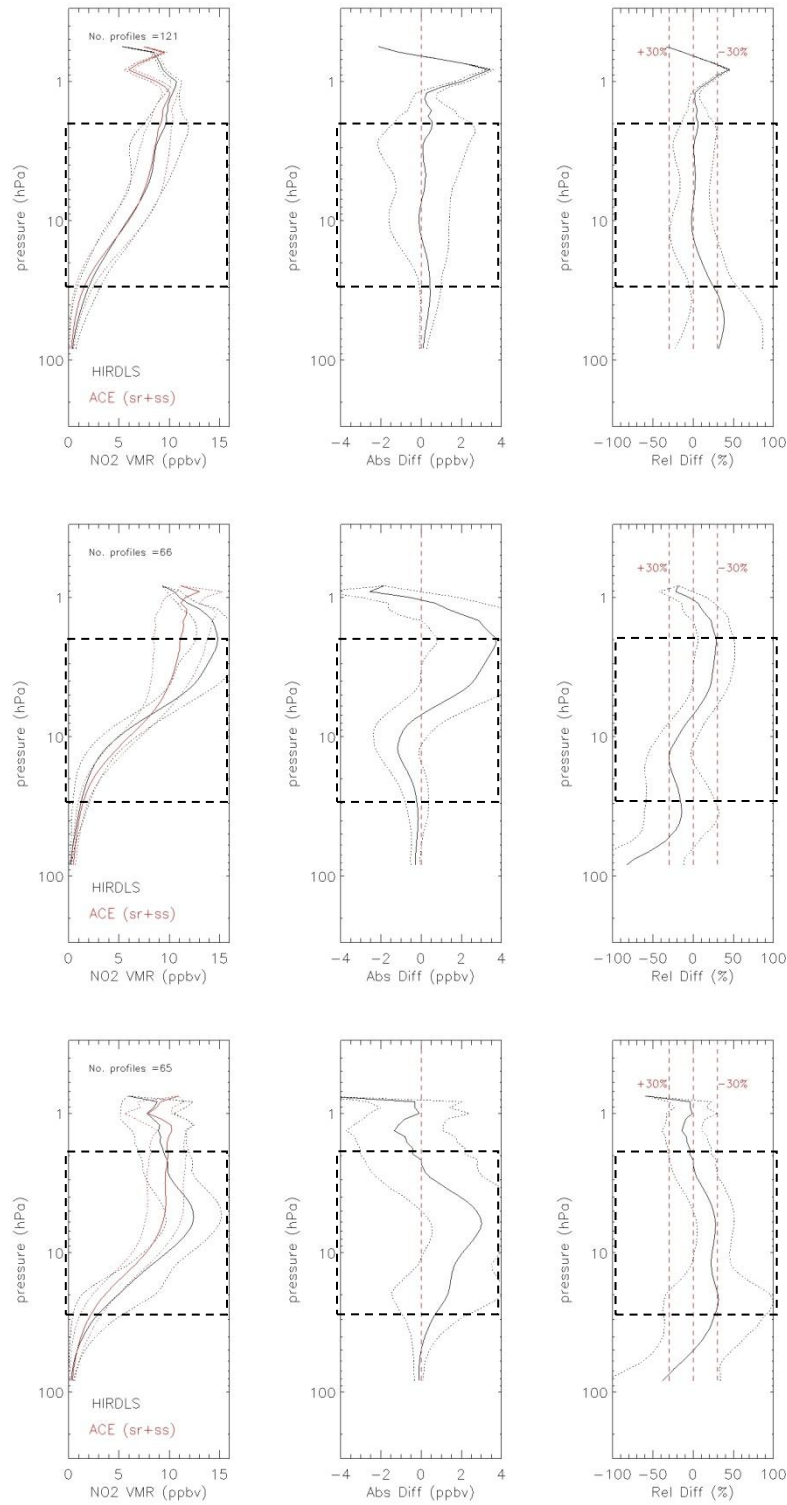 No. profiles =121
+30%
-30%
1
10
100
pressure (hPa)
1
10
100
pressure (hPa)
1
10
100
pressure (hPa)
HIRDLS
ACE (sr+ss)
0 5 10 15
-4 -2 0 2 4
-100 -50 0 50 100
NO2 VMR (ppbv)
Abs Diff (ppbv)
Rel Diff (%)
No. profiles =66
+30%
-30%
1
10
100
pressure (hPa)
1
10
100
pressure (hPa)
1
10
100
pressure (hPa)
HIRDLS
ACE (sr+ss)
0 5 10 15
-4 -2 0 2 4
-100 -50 0 50 100
NO2 VMR (ppbv)
Abs Diff (ppbv)
Rel Diff (%)
No. profiles =65
+30%
-30%
1
10
100
pressure (hPa)
1
10
100
pressure (hPa)
1
10
100
pressure (hPa)
HIRDLS
ACE (sr+ss)
0 5 10 15
-4 -2 0 2 4
-100 -50 0 50 100
NO2 VMR (ppbv)
Abs Diff (ppbv)
Rel Diff (%)